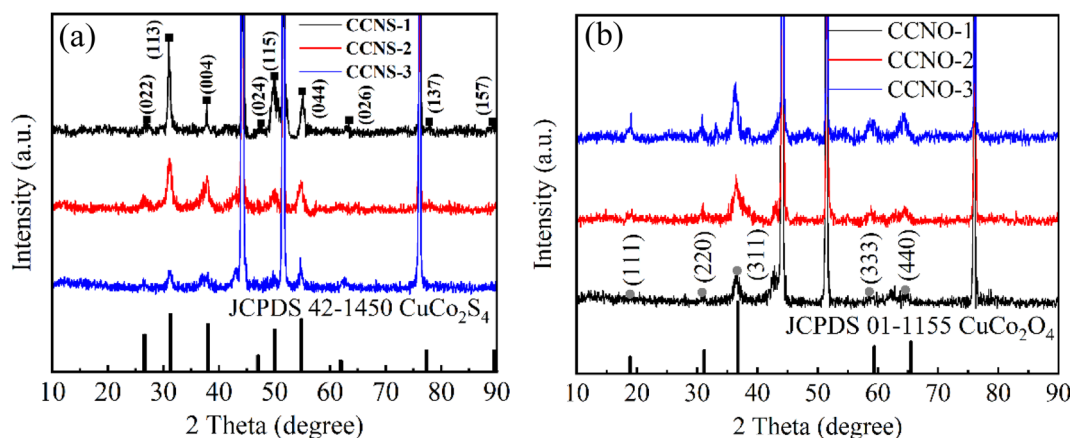 (a)
CCNS-1
CCNS-2
CCNS-3
(022)
(113)
(004)
(024)
(115)
(044)
(026)
(137)
(157)
Intensity (a.u.)
JCPDS 42-1450 CuCo₂S₄
10 20 30 40 50 60 70 80 90
2 Theta (degree)
(b)
CCNO-1
CCNO-2
CCNO-3
(111)
(220)
(311)
(333)
(440)
Intensity (a.u.)
JCPDS 01-1155 CuCo₂O₄
10 20 30 40 50 60 70 80 90
2 Theta (degree)